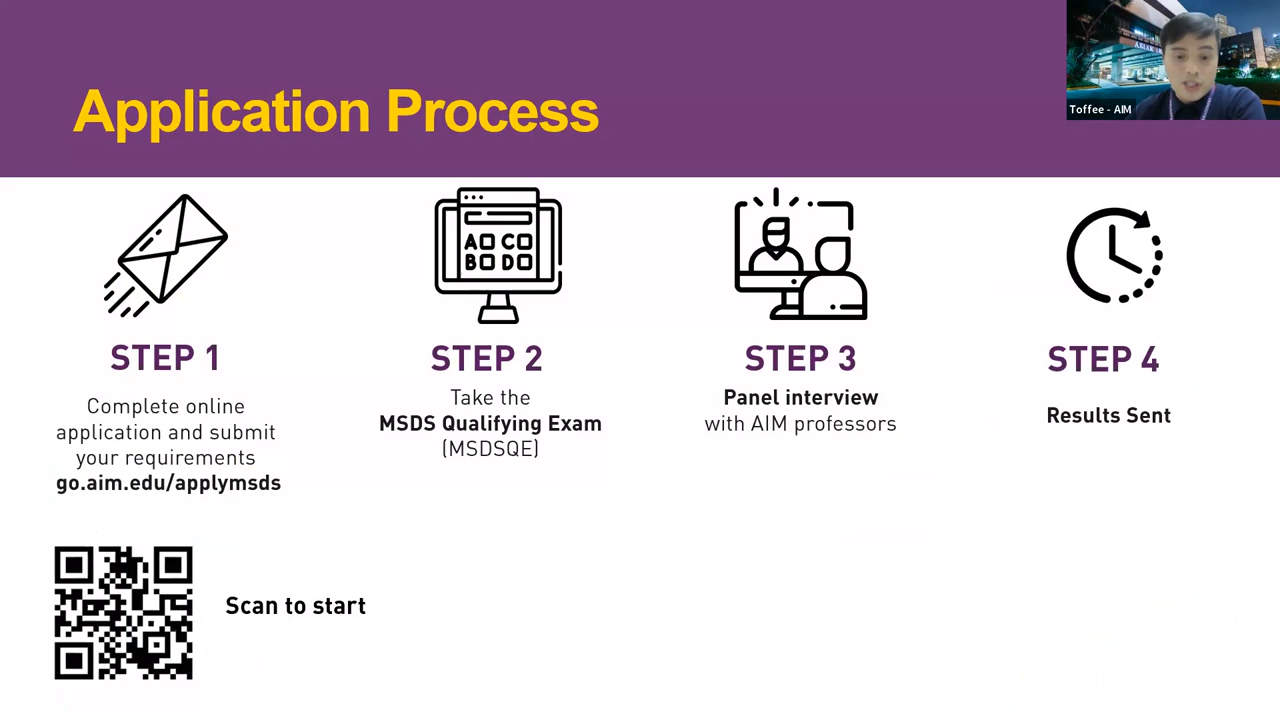 Application Process
ASIAN
Toffee - AIM
A C
B D
STEP 1
Complete online
application and submit
your requirements
go.aim.edu/applymsds
STEP 2
Take the
MSDS Qualifying Exam
(MSDSQE)
STEP 3
Panel interview
with AIM professors
STEP 4
Results Sent
Scan to start